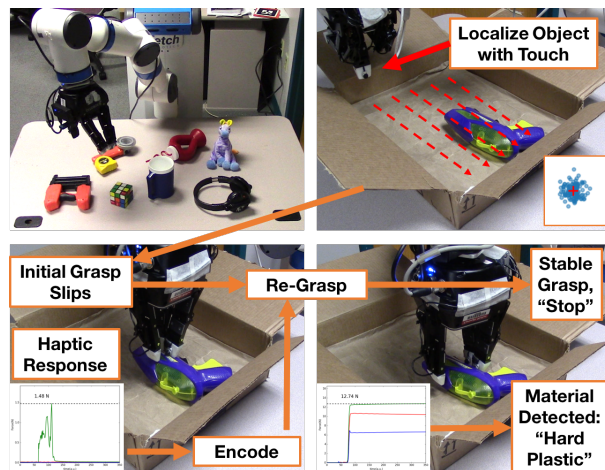 etch
Localize Object
with Touch
Initial Grasp
Slips
Re-Grasp
Stable
Grasp,
“Stop”
Haptic
Response
1.48 N
12.74 N
Encode
Material
Detected:
“Hard
Plastic”